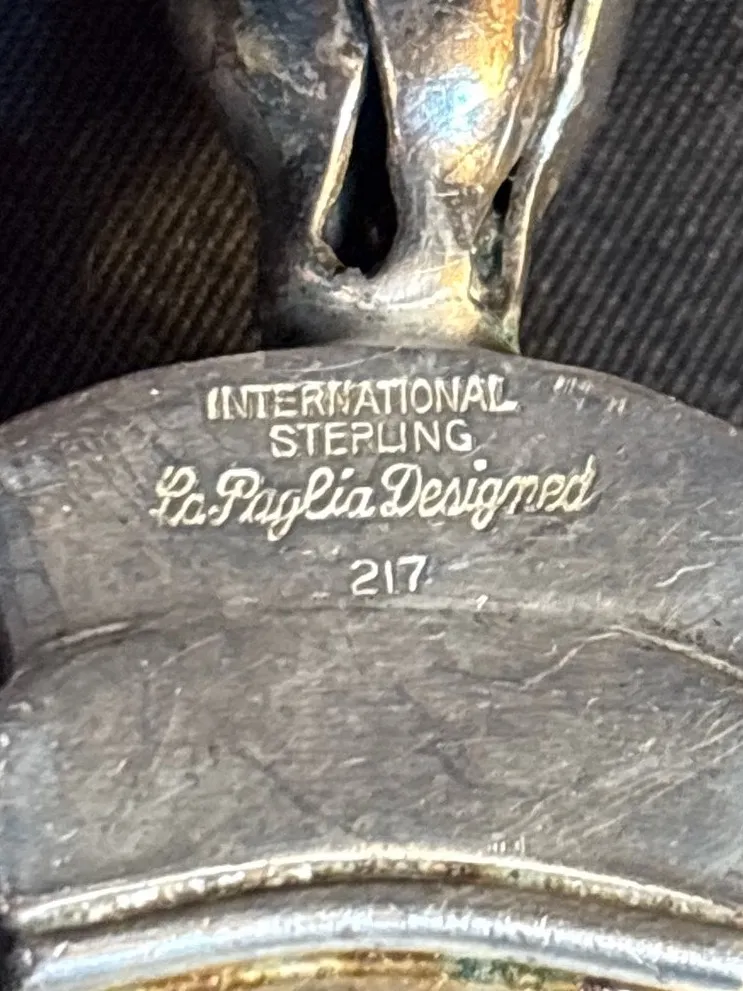 INTERNATIONAL
STERLING
La Paglia Designed
217